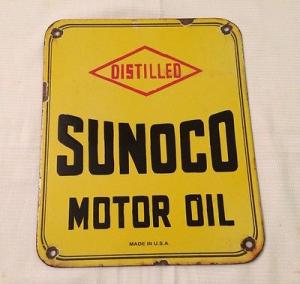 DISTILLED
SUNOCO
MOTOR OIL
MADE IN U.S.A.